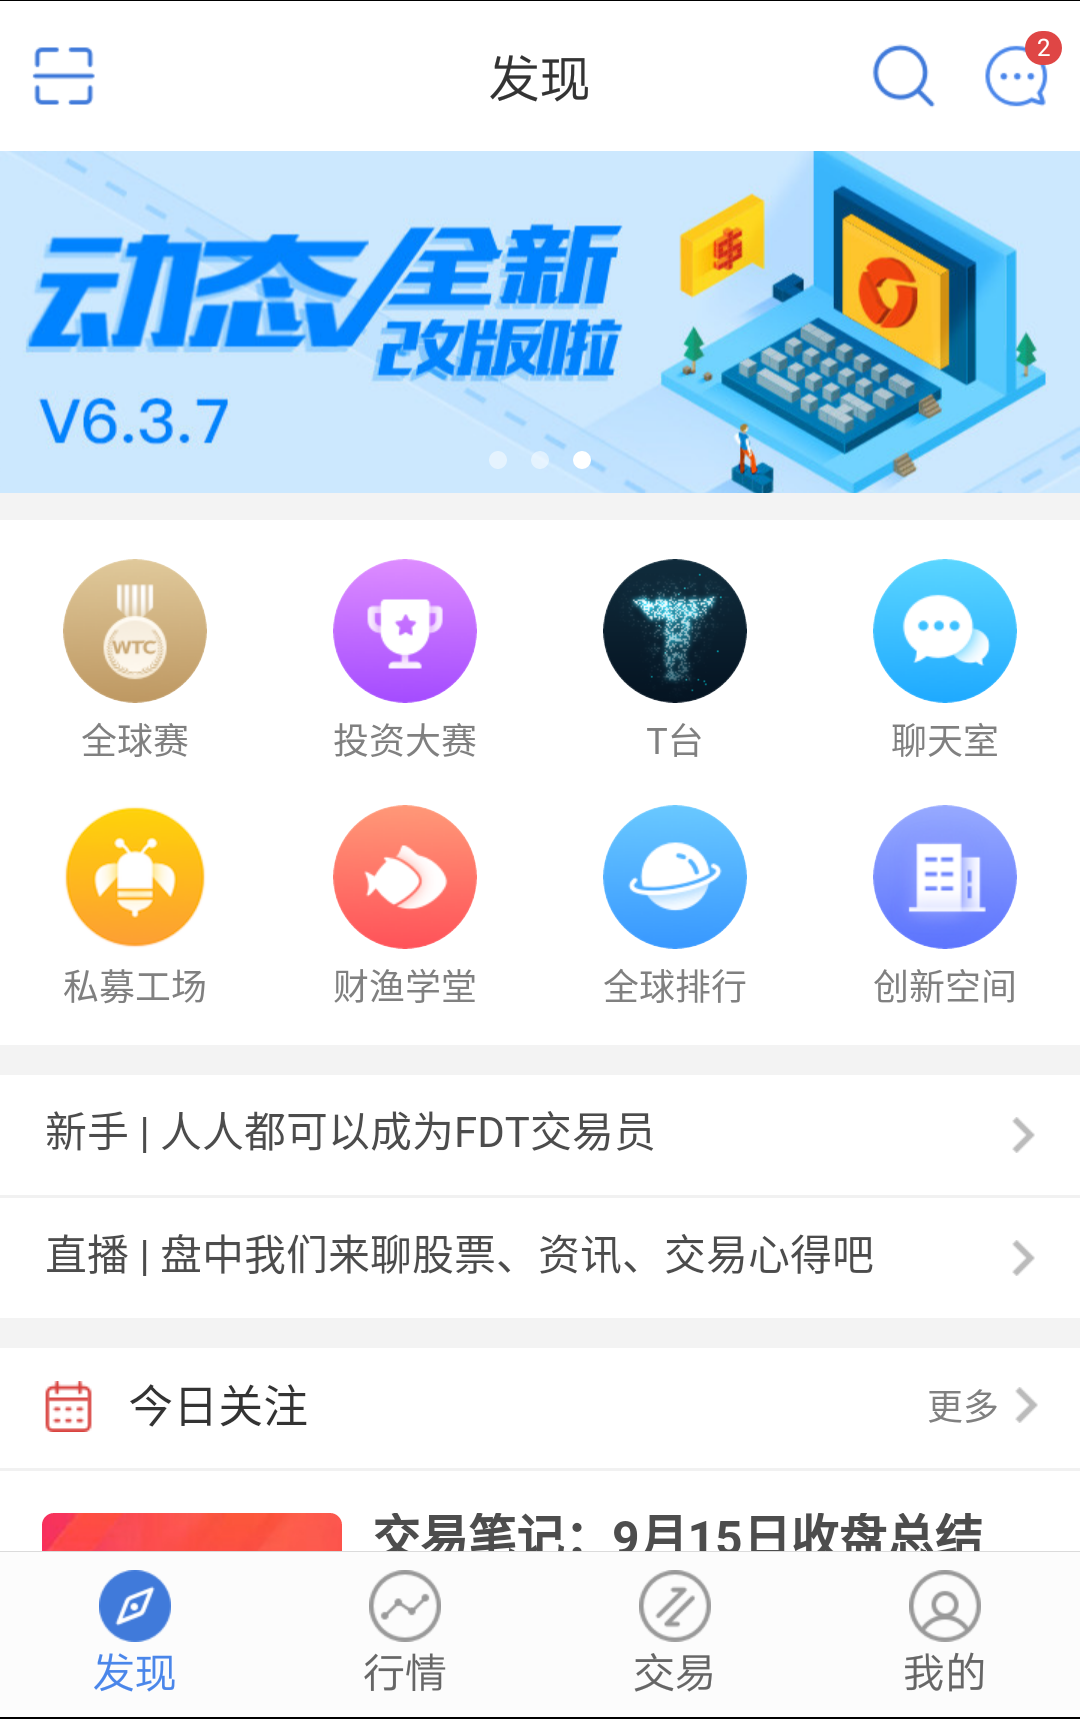 发现
2
动态/全新
改版啦
V6.3.7
WTC
全球赛
投资大赛
T台
聊天室
私募工场
财渔学堂
全球排行
创新空间
新手 | 人人都可以成为FDT交易员
直播 | 盘中我们来聊股票、资讯、交易心得吧
今日关注
更多
交易笔记：9月15日收盘总结
发现
行情
交易
我的